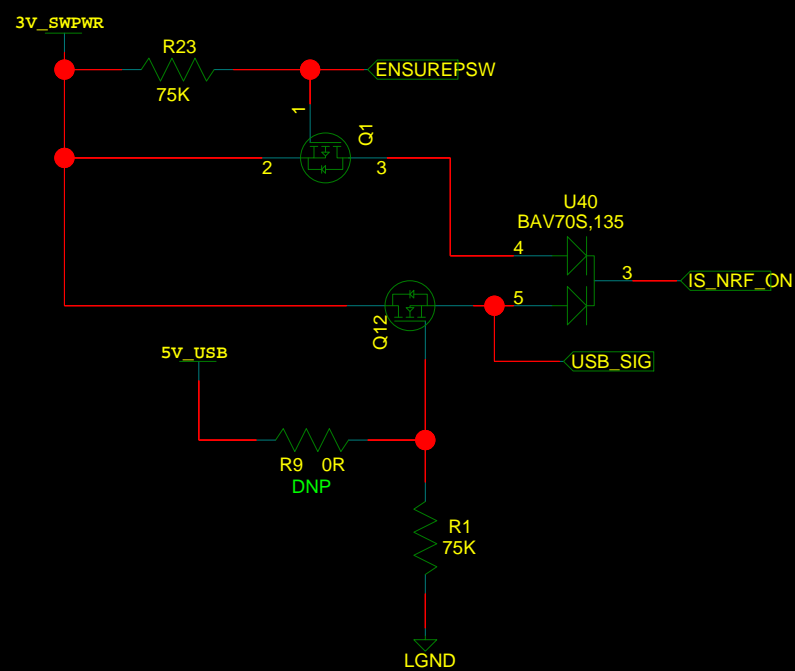 3V_SWPWR
R23
75K
ENSUREPSW
1
Q1
2
3
U40
BAV70S,135
4
3
IS_NRF_ON
5
Q12
5V_USB
USB_SIG
R9 0R
DNP
R1
75K
LGND